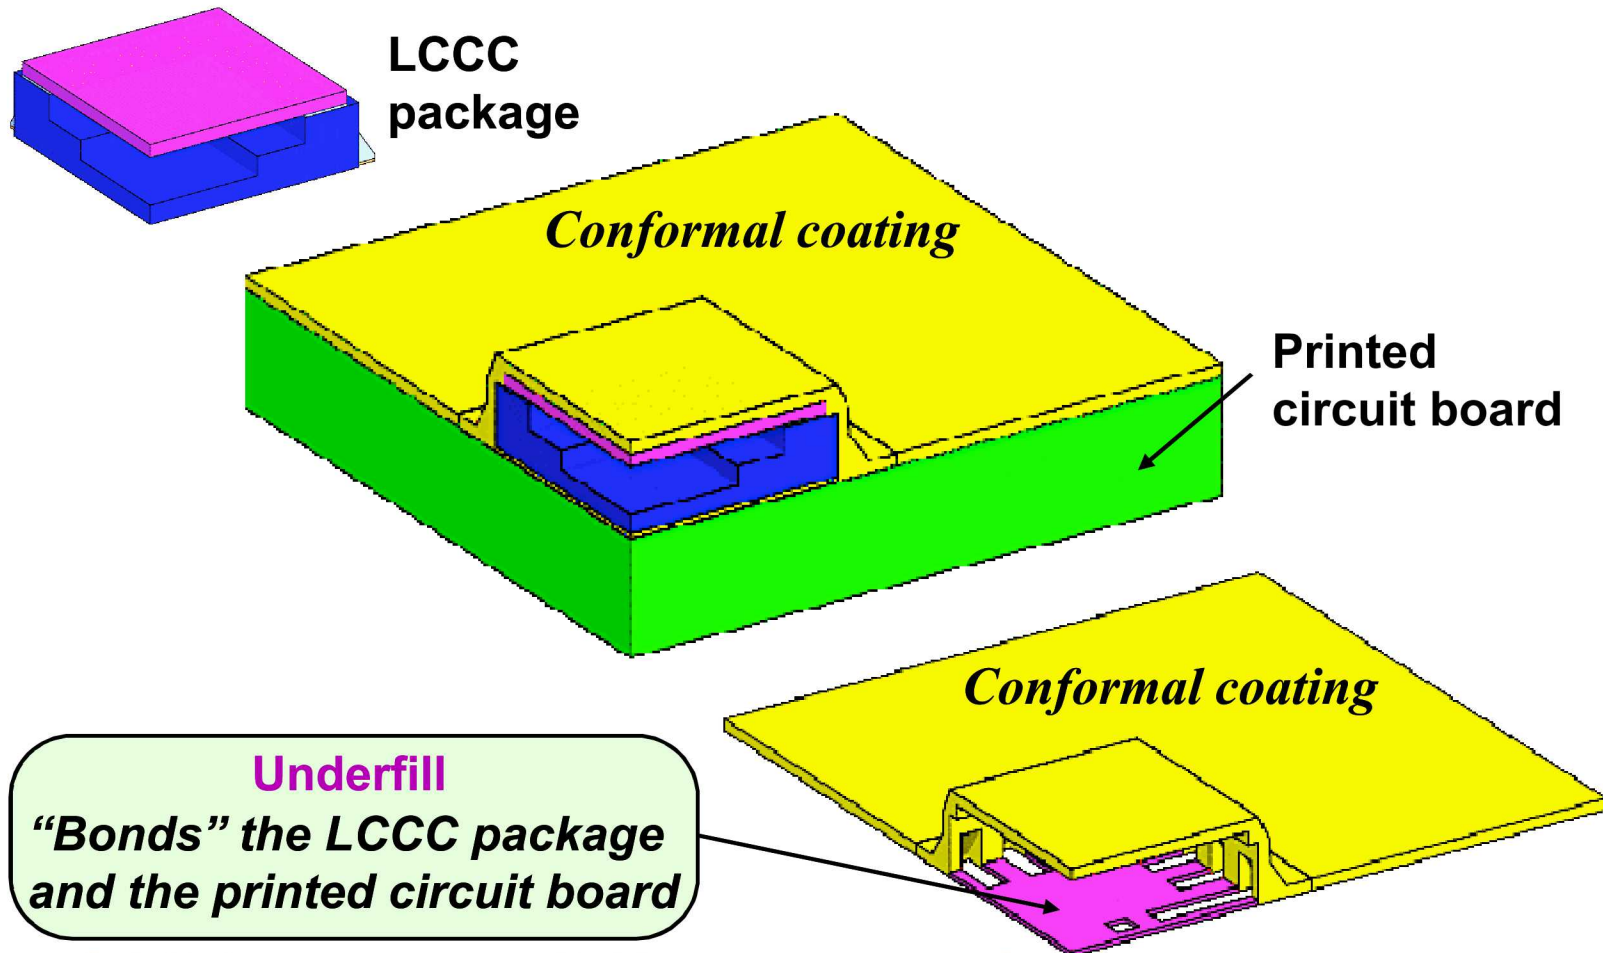 LCCC
package
Conformal coating
Printed
circuit board
Conformal coating
Underfill
“Bonds” the LCCC package
and the printed circuit board